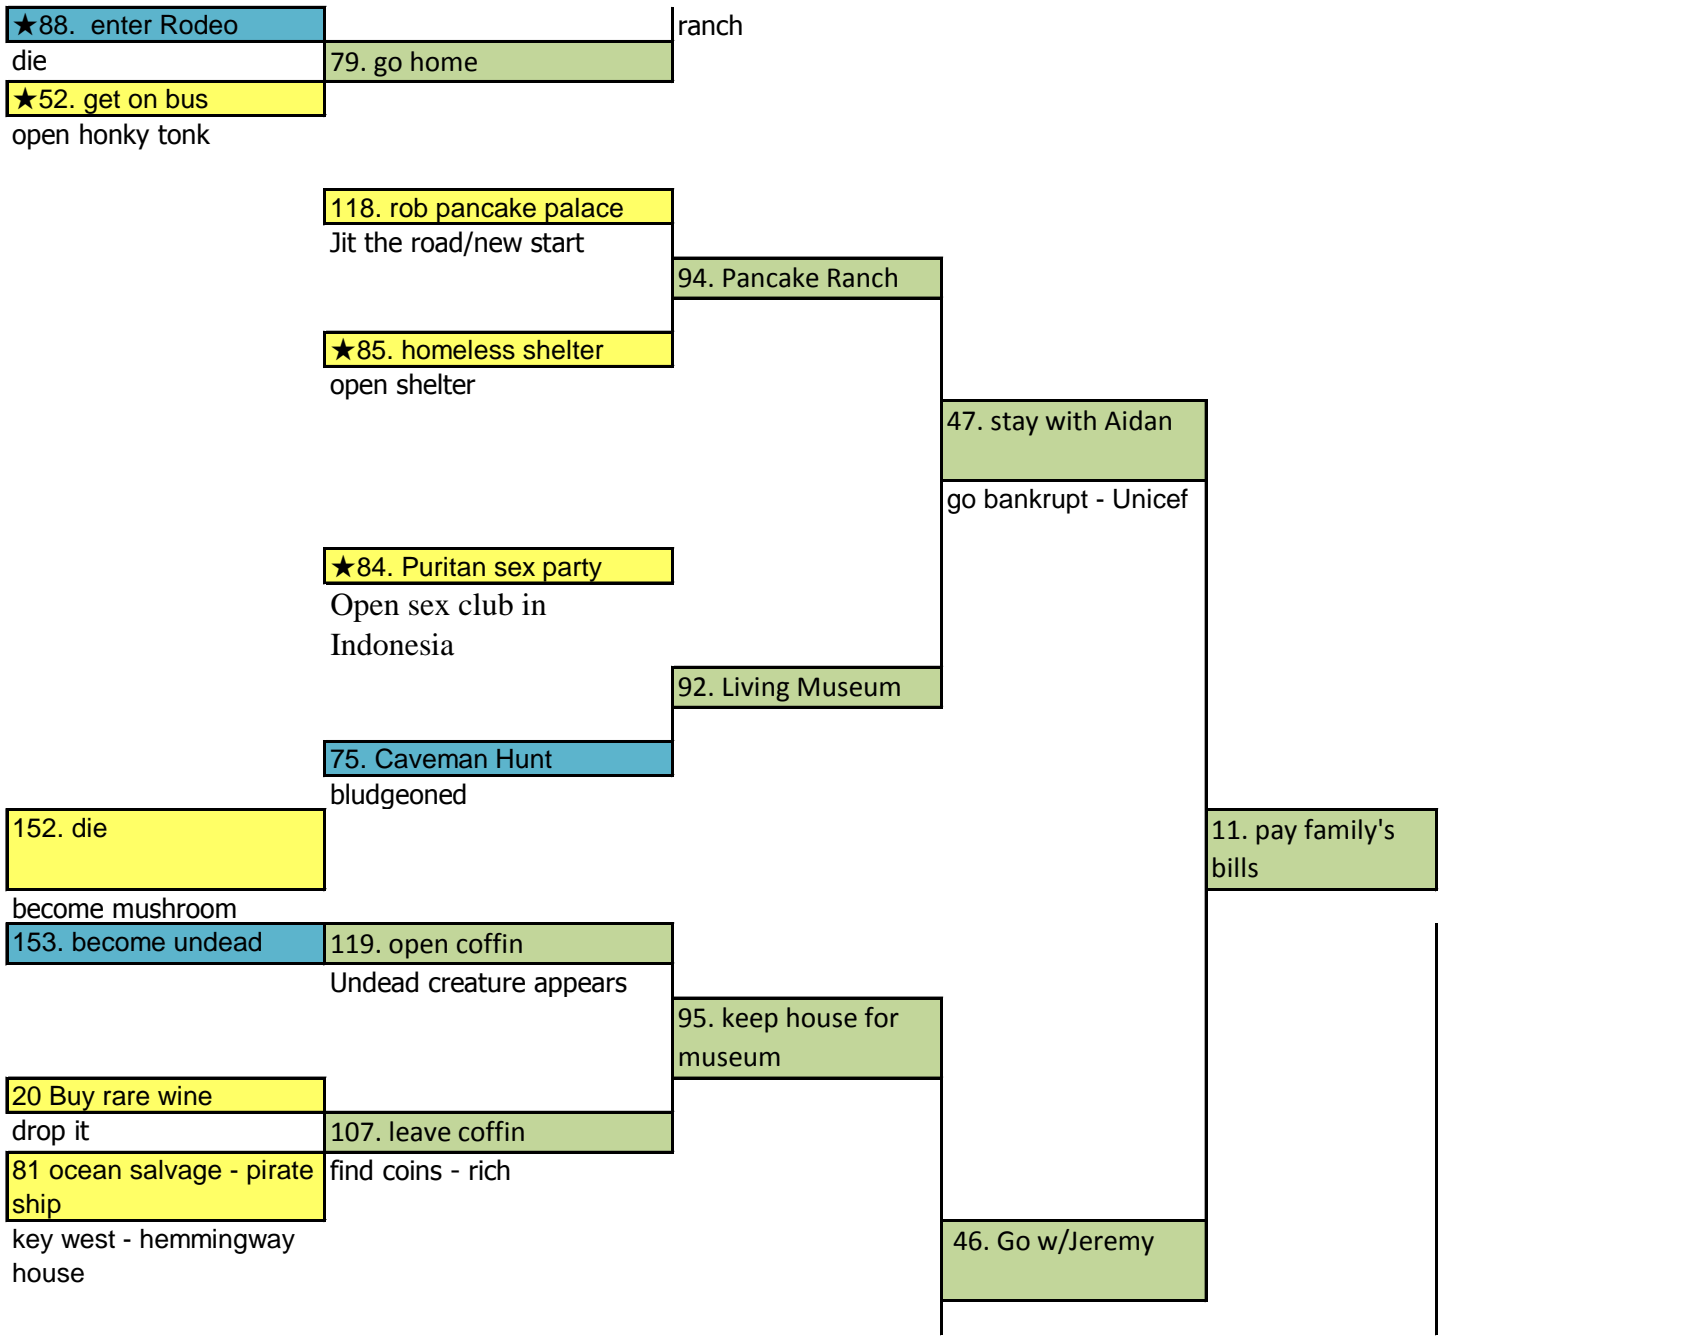 ★88.  enter Rodeo
ranch
die
79. go home
★52. get on bus
open honky tonk
118. rob pancake palace
Jit the road/new start
94. Pancake Ranch
★85. homeless shelter
open shelter
47. stay with Aidan
go bankrupt - Unicef
★84. Puritan sex party
Open sex club in
Indonesia
92. Living Museum
75. Caveman Hunt
bludgeoned
152. die
11. pay family's
bills
become mushroom
153. become undead
119. open coffin
Undead creature appears
95. keep house for
museum
20 Buy rare wine
drop it
107. leave coffin
81 ocean salvage - pirate
ship
find coins - rich
key west - hemmingway
house
46. Go w/Jeremy